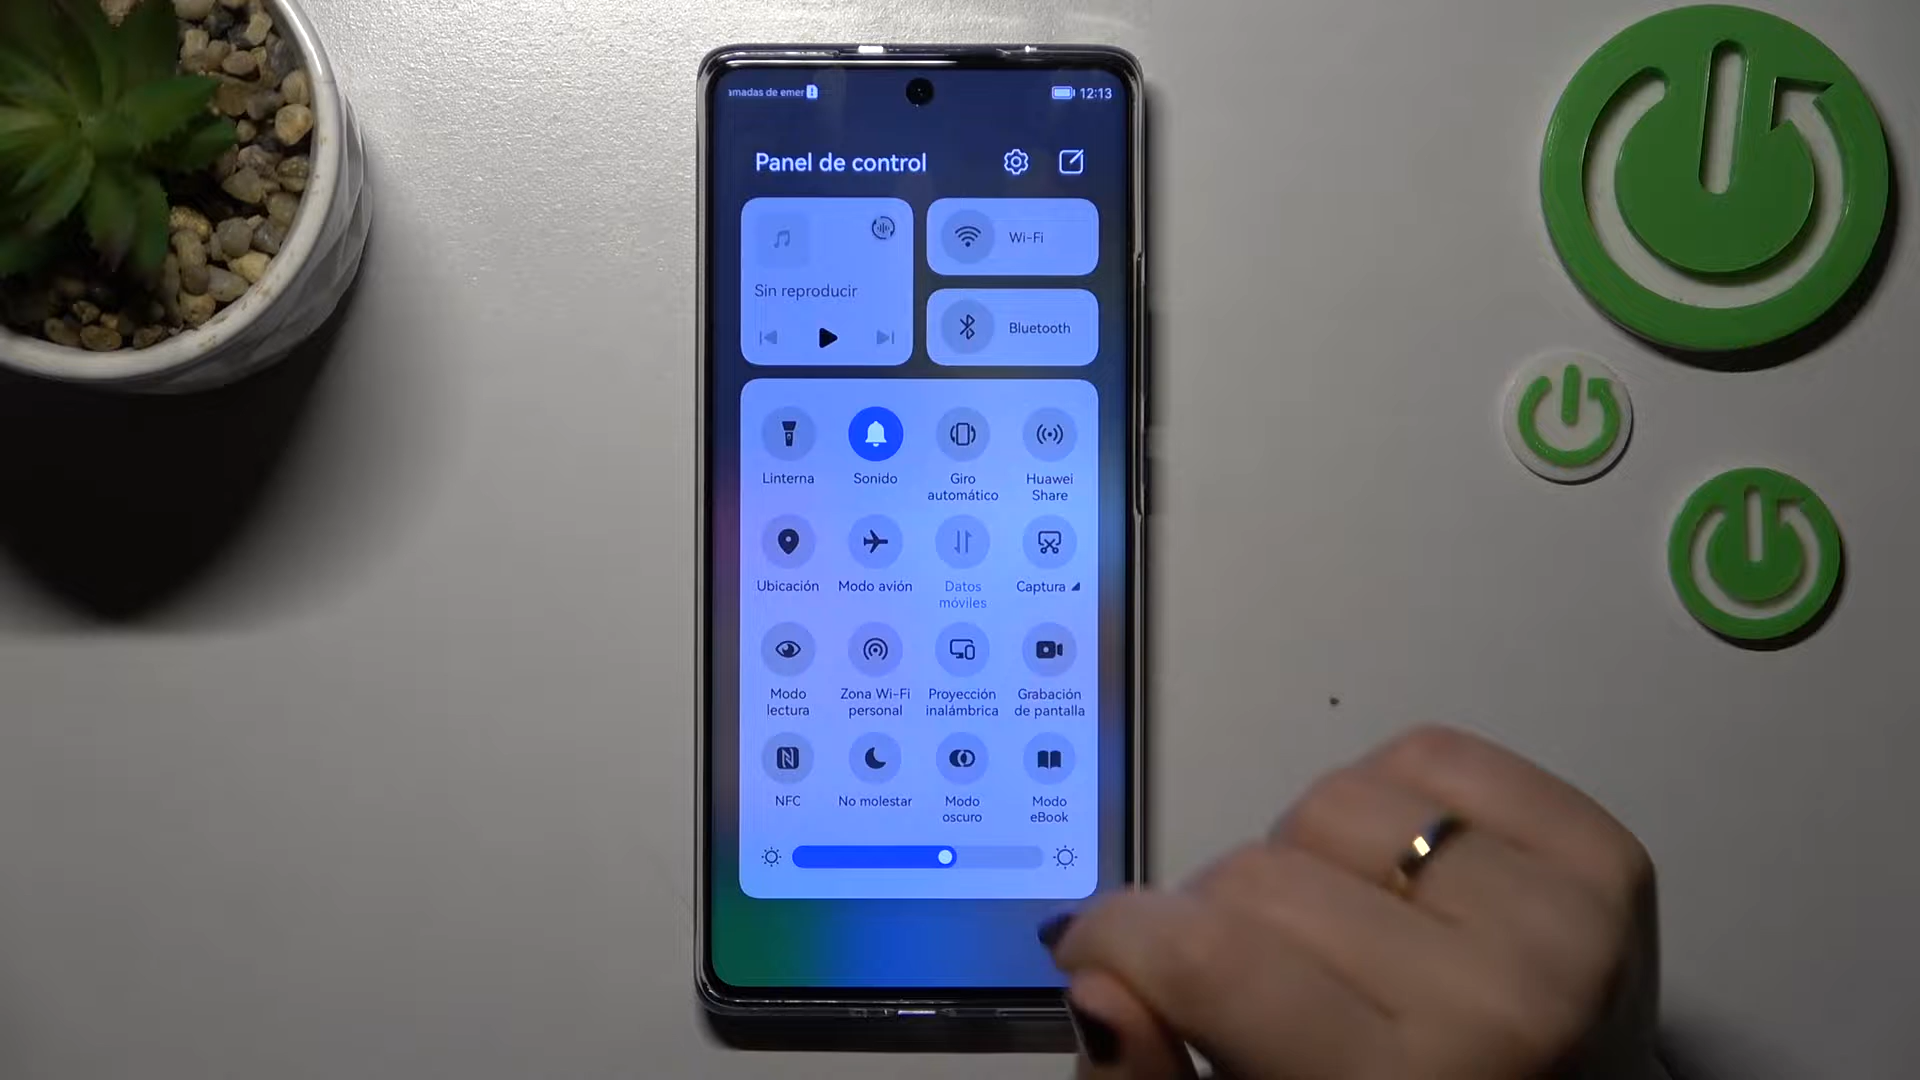 amadas de emer
12:13
Panel de control
Sin reproducir
Wi-Fi
Bluetooth
Linterna
Sonido
Giro
automático
Huawei
Share
Ubicación
Modo avión
Datos
móviles
Captura
Modo
lectura
Zona Wi-Fi
personal
Proyección
inalámbrica
Grabación
de pantalla
NFC
No molestar
Modo
oscuro
Modo
eBook